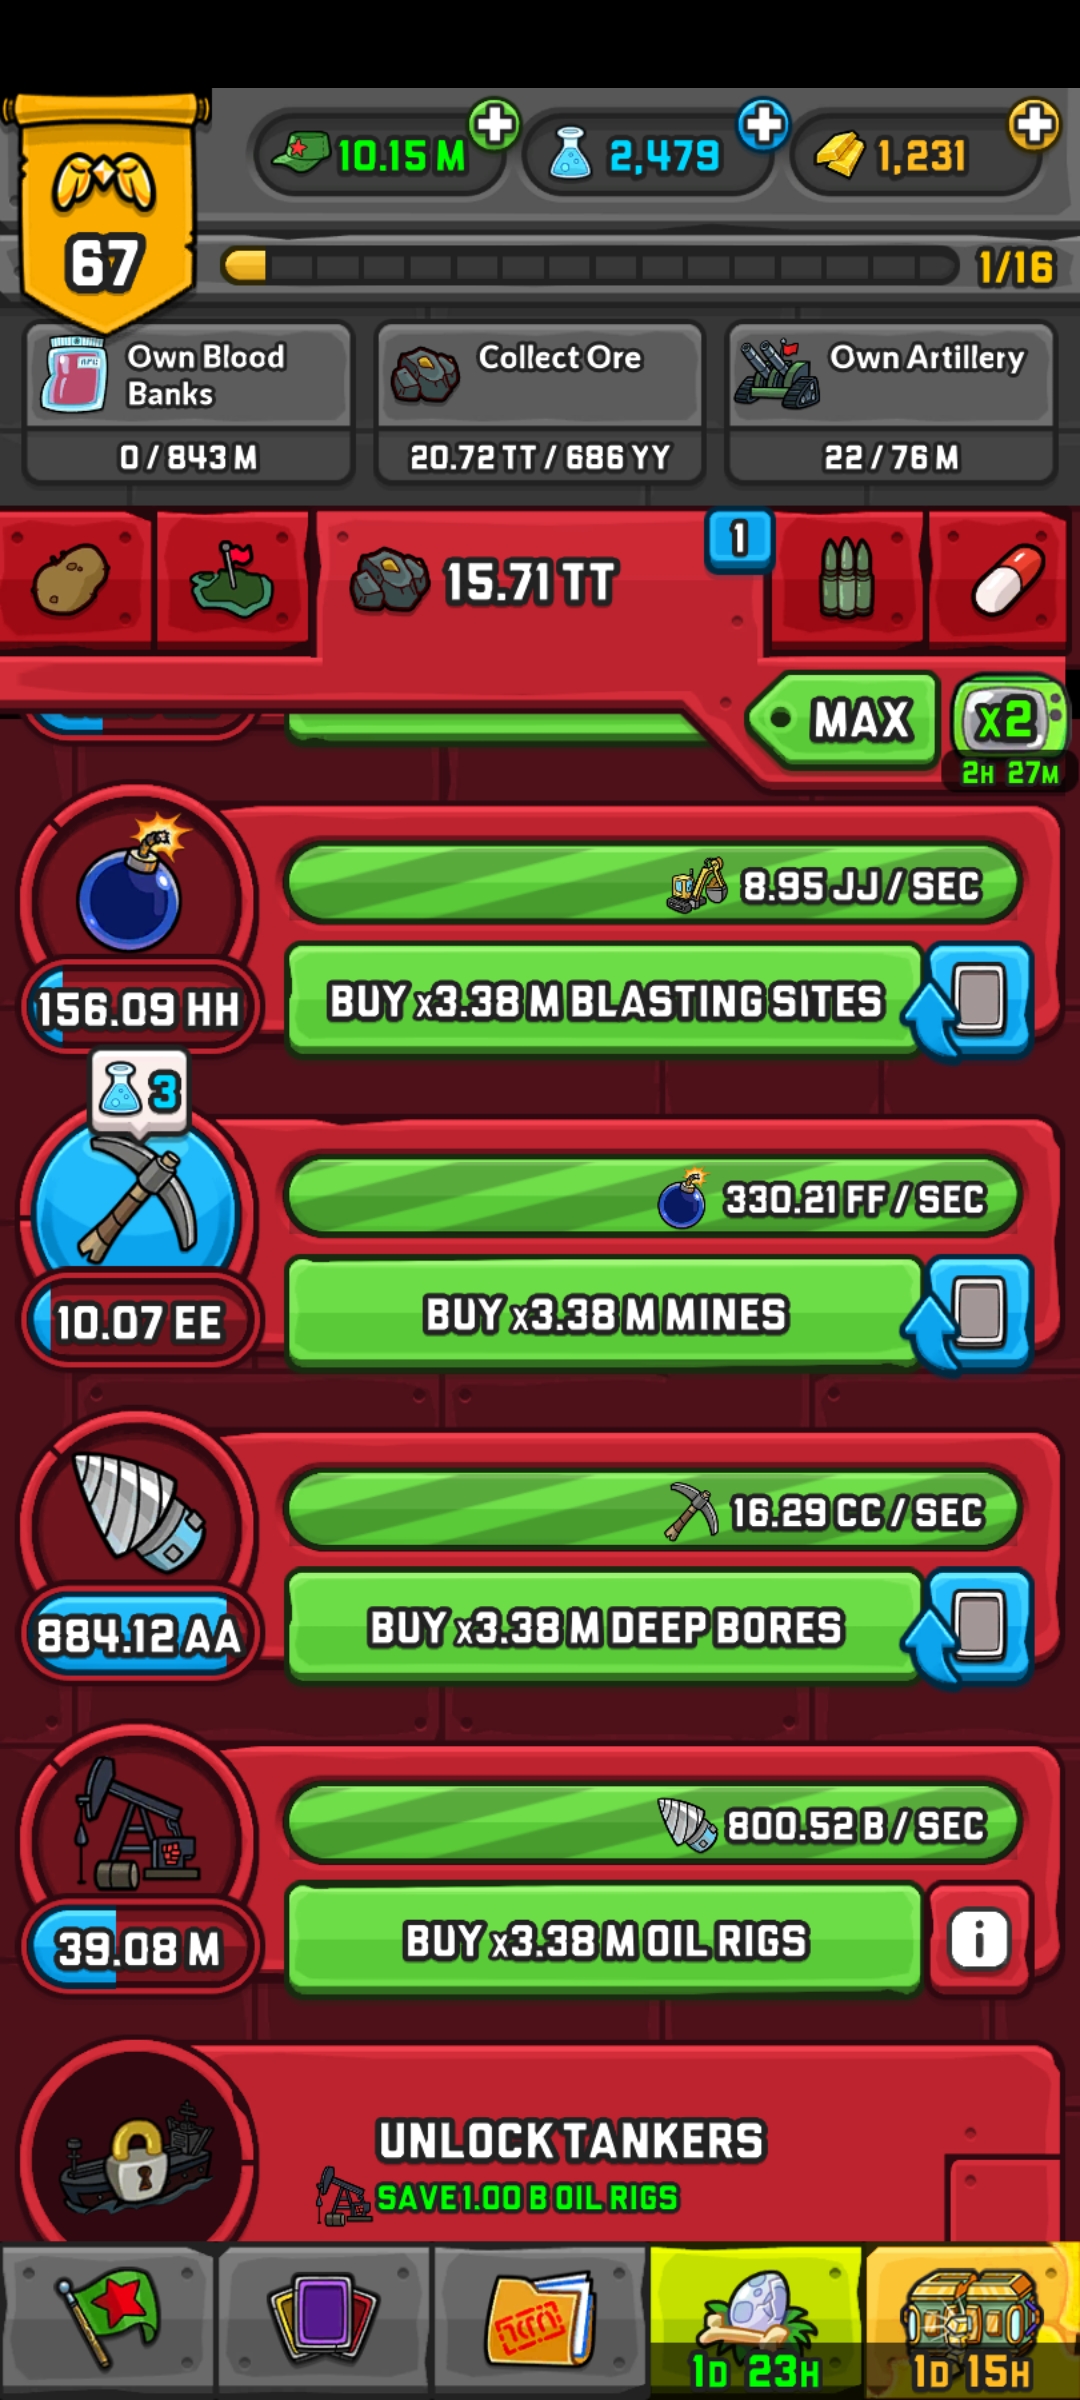 10.15 M
2,479
1,231
67
1/16
Own Blood
Banks
0 / 843 M
Collect Ore
20.72 TT / 686 YY
Own Artillery
22 / 76 M
15.71 TT
1
MAX
x2
2H 27M
8.95 JJ / SEC
156.09 HH
BUY x3.38 M BLASTING SITES
3
330.21 FF / SEC
10.07 EE
BUY x3.38 M MINES
16.29 CC / SEC
884.12 AA
BUY x3.38 M DEEP BORES
800.52 B / SEC
39.08 M
BUY x3.38 M OIL RIGS
i
UNLOCK TANKERS
SAVE 1.00 B OIL RIGS
1D 23H
1D 15H